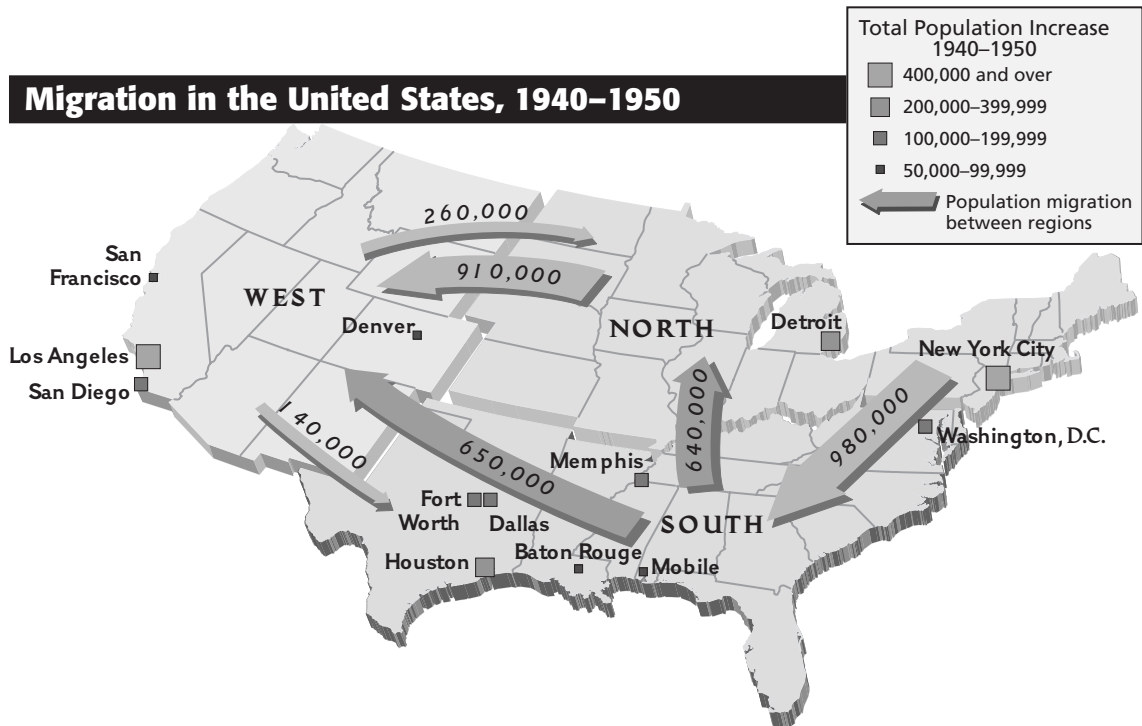 Migration in the United States, 1940–1950
Total Population Increase
1940–1950
400,000 and over
200,000–399,999
100,000–199,999
50,000–99,999
Population migration
between regions
260,000
910,000
San
Francisco
WEST
Denver
NORTH
Detroit
New York City
Los Angeles
San Diego
140,000
650,000
640,000
980,000
Washington, D.C.
Memphis
Fort
Worth
Dallas
SOUTH
Baton Rouge
Houston
Mobile